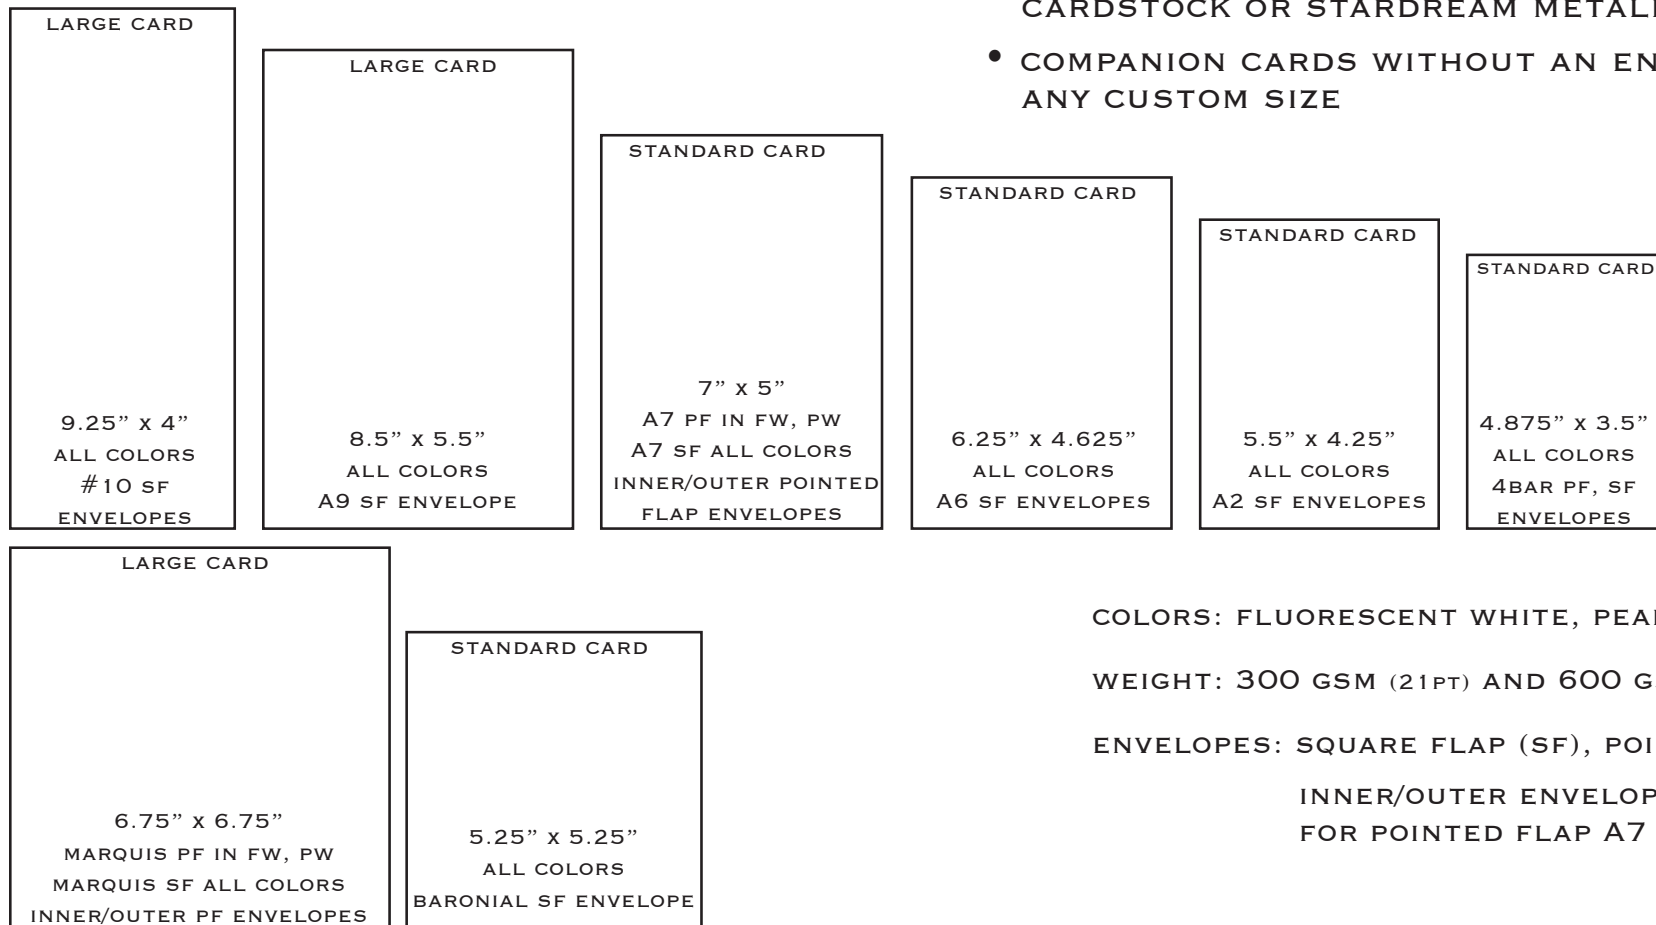 CARDSTOCK OR STARDREAM
• COMPANION CARDS WITHOUT AN
ANY CUSTOM SIZE
LARGE CARD
9.25” X 4”
ALL COLORS
#10 SF
ENVELOPES
LARGE CARD
8.5” X 5.5”
ALL COLORS
A9 SF ENVELOPE
STANDARD CARD
7” X 5”
A7 PF IN FW, PW
A7 SF ALL COLORS
INNER/OUTER POINTED
FLAP ENVELOPES
STANDARD CARD
6.25” X 4.625”
ALL COLORS
A6 SF ENVELOPES
STANDARD CARD
5.5” X 4.25”
ALL COLORS
A2 SF ENVELOPES
STANDARD CARD
4.875” X 3.5”
ALL COLORS
4BAR PF, SF
ENVELOPES
LARGE CARD
6.75” X 6.75”
MARQUIS PF IN FW, PW
MARQUIS SF ALL COLORS
INNER/OUTER PF ENVELOPES
STANDARD CARD
5.25” X 5.25”
ALL COLORS
BARONIAL SF ENVELOPE
COLORS: FLUORESCENT WHITE,
WEIGHT: 300 GSM (21PT) AND 600
ENVELOPES: SQUARE FLAP (SF),
INNER/OUTER
FOR POINTED FLAP A7